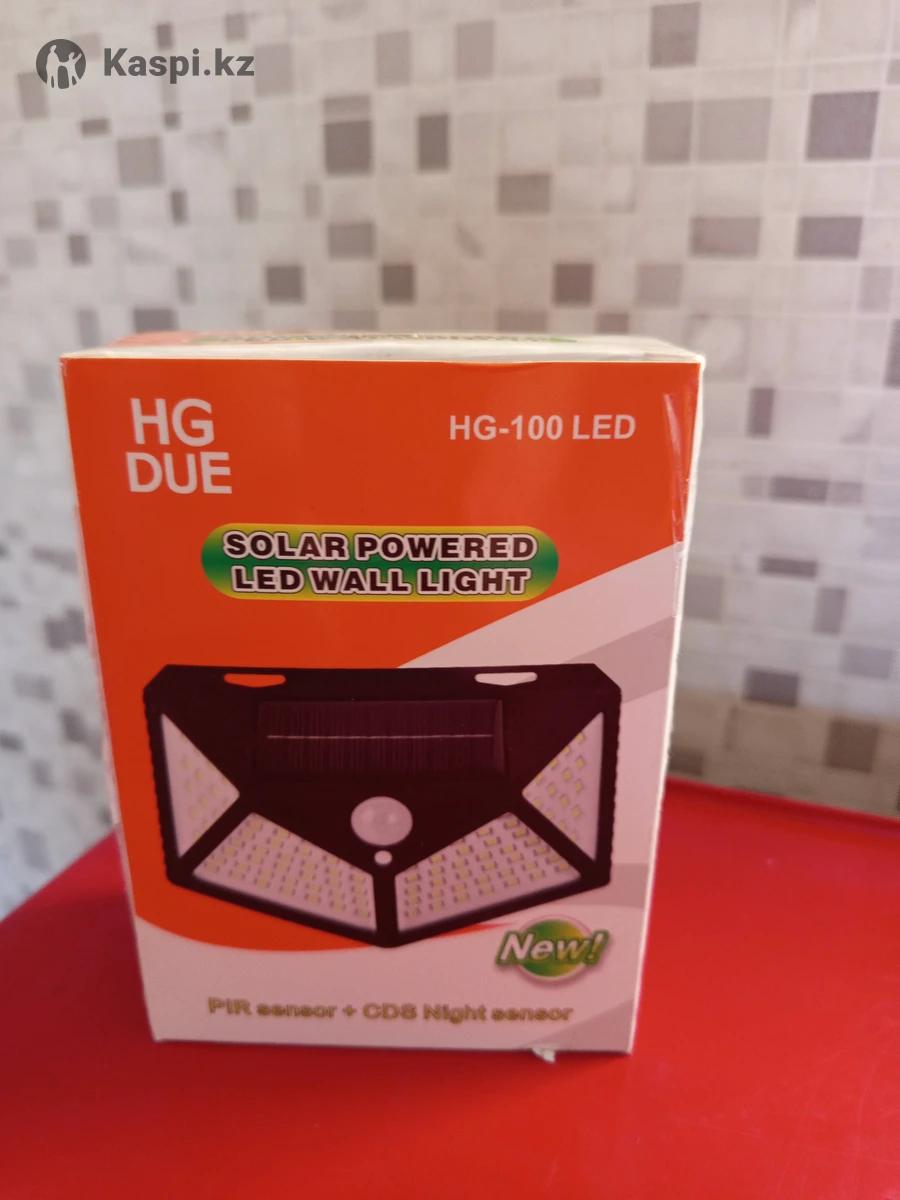 Kaspi.kz
HG
DUE
HG-100 LED
SOLAR POWERED
LED WALL LIGHT
New!
PIR sensor + CDS Night sensor